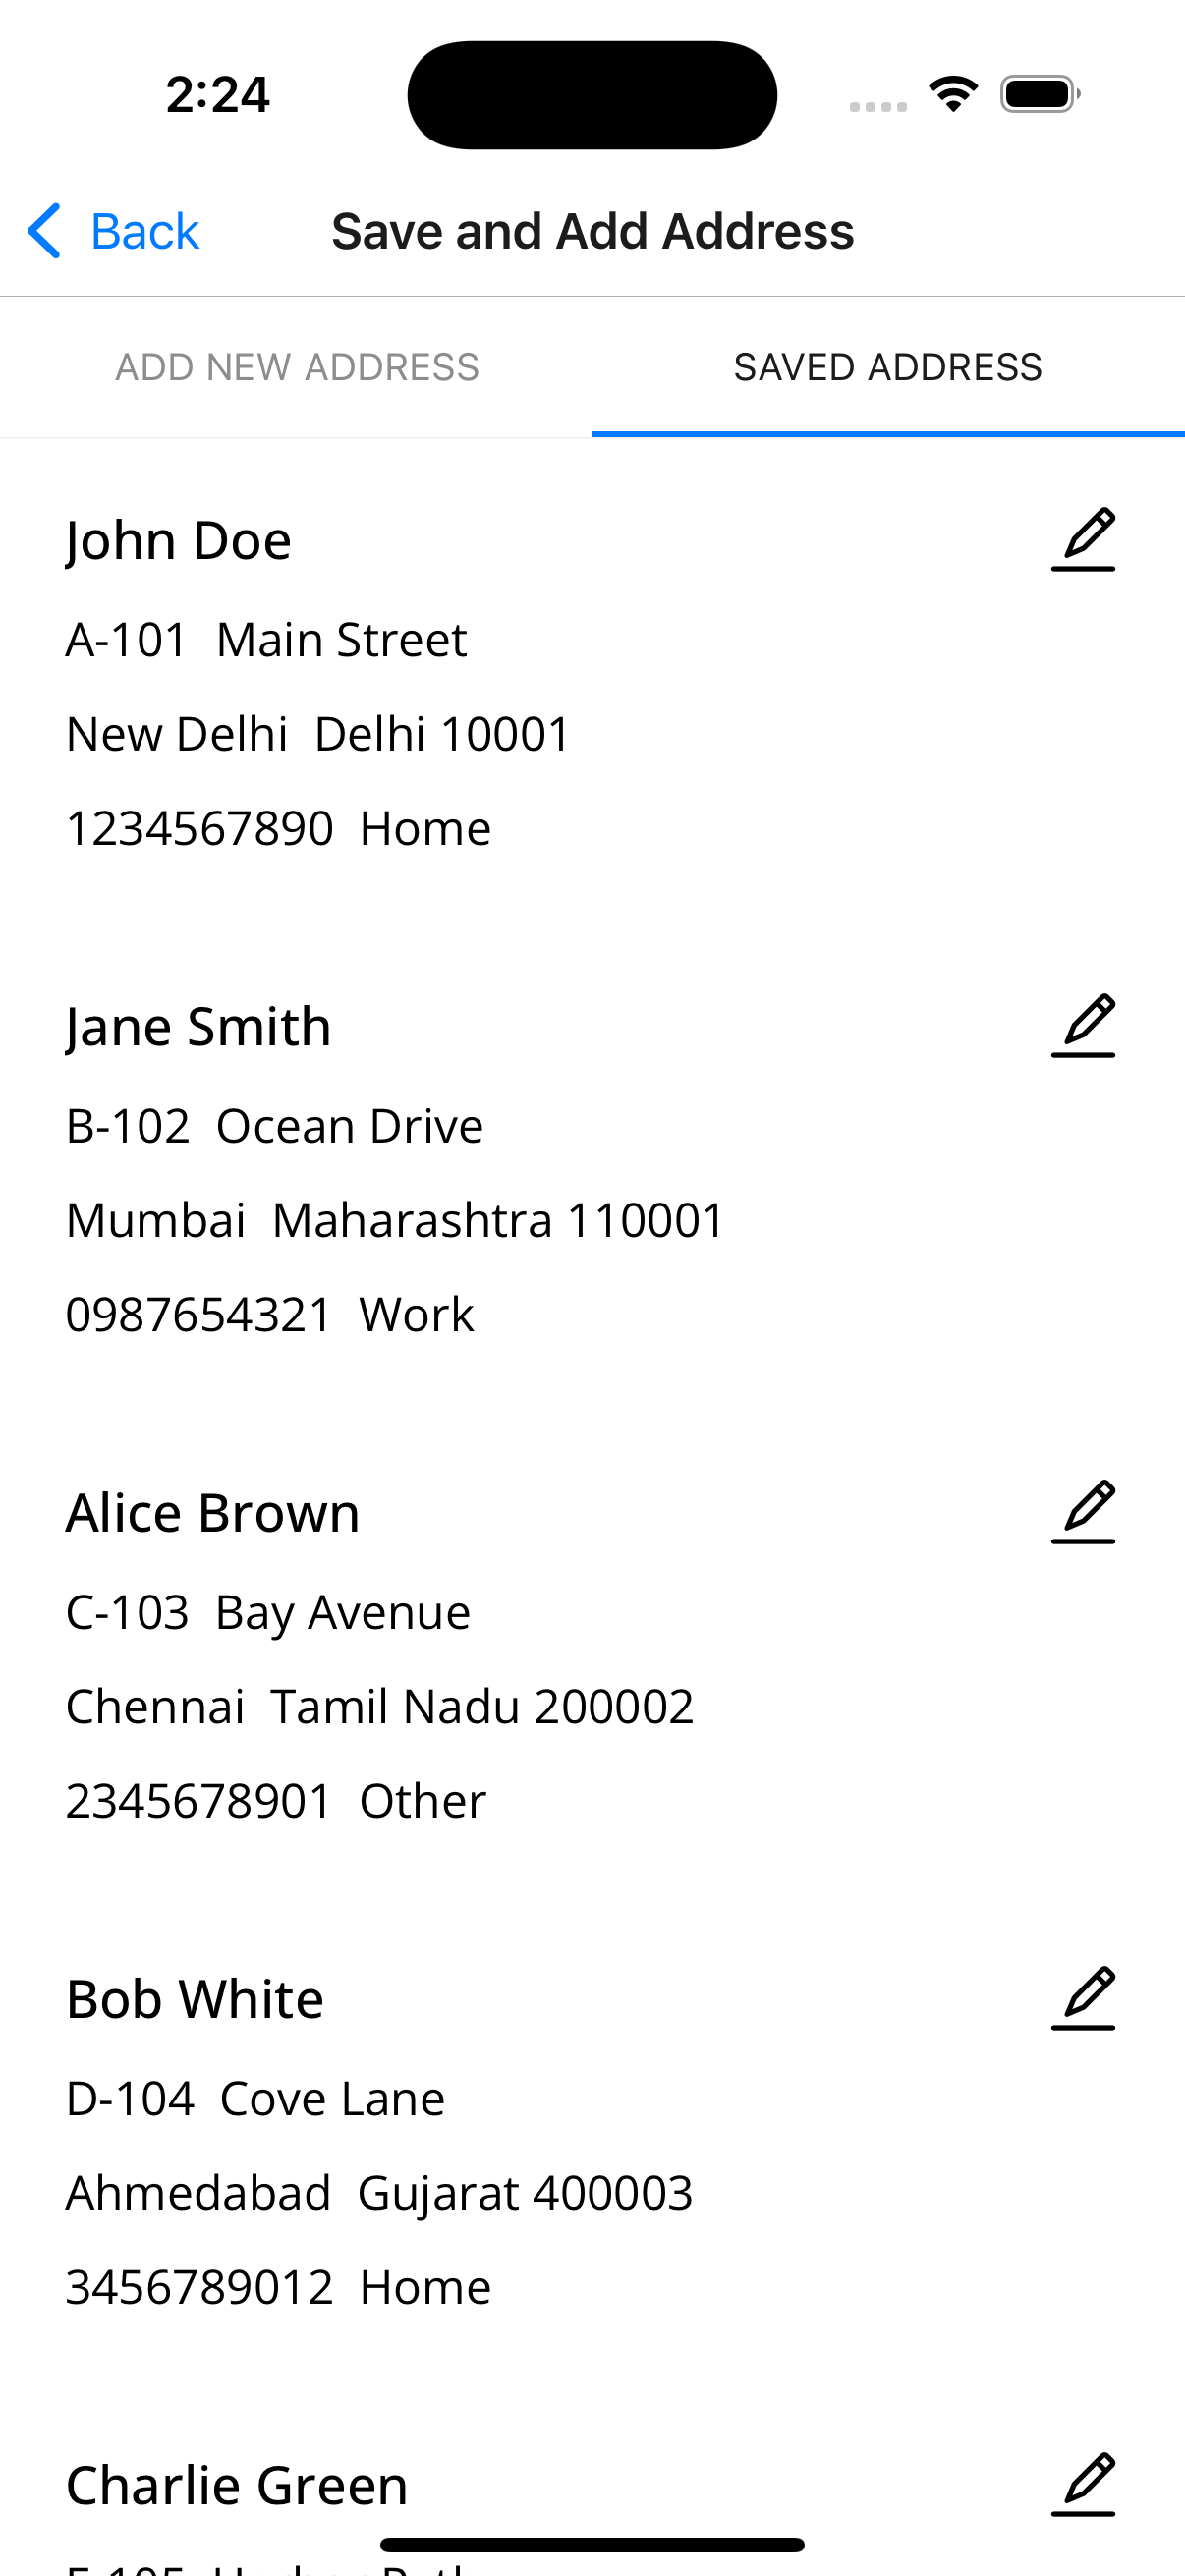 2:24
Back Save and Add Address
ADD NEW ADDRESS SAVED ADDRESS
John Doe
A-101 Main Street
New Delhi Delhi 10001
1234567890 Home
Jane Smith
B-102 Ocean Drive
Mumbai Maharashtra 110001
0987654321 Work
Alice Brown
C-103 Bay Avenue
Chennai Tamil Nadu 200002
2345678901 Other
Bob White
D-104 Cove Lane
Ahmedabad Gujarat 400003
3456789012 Home
Charlie Green